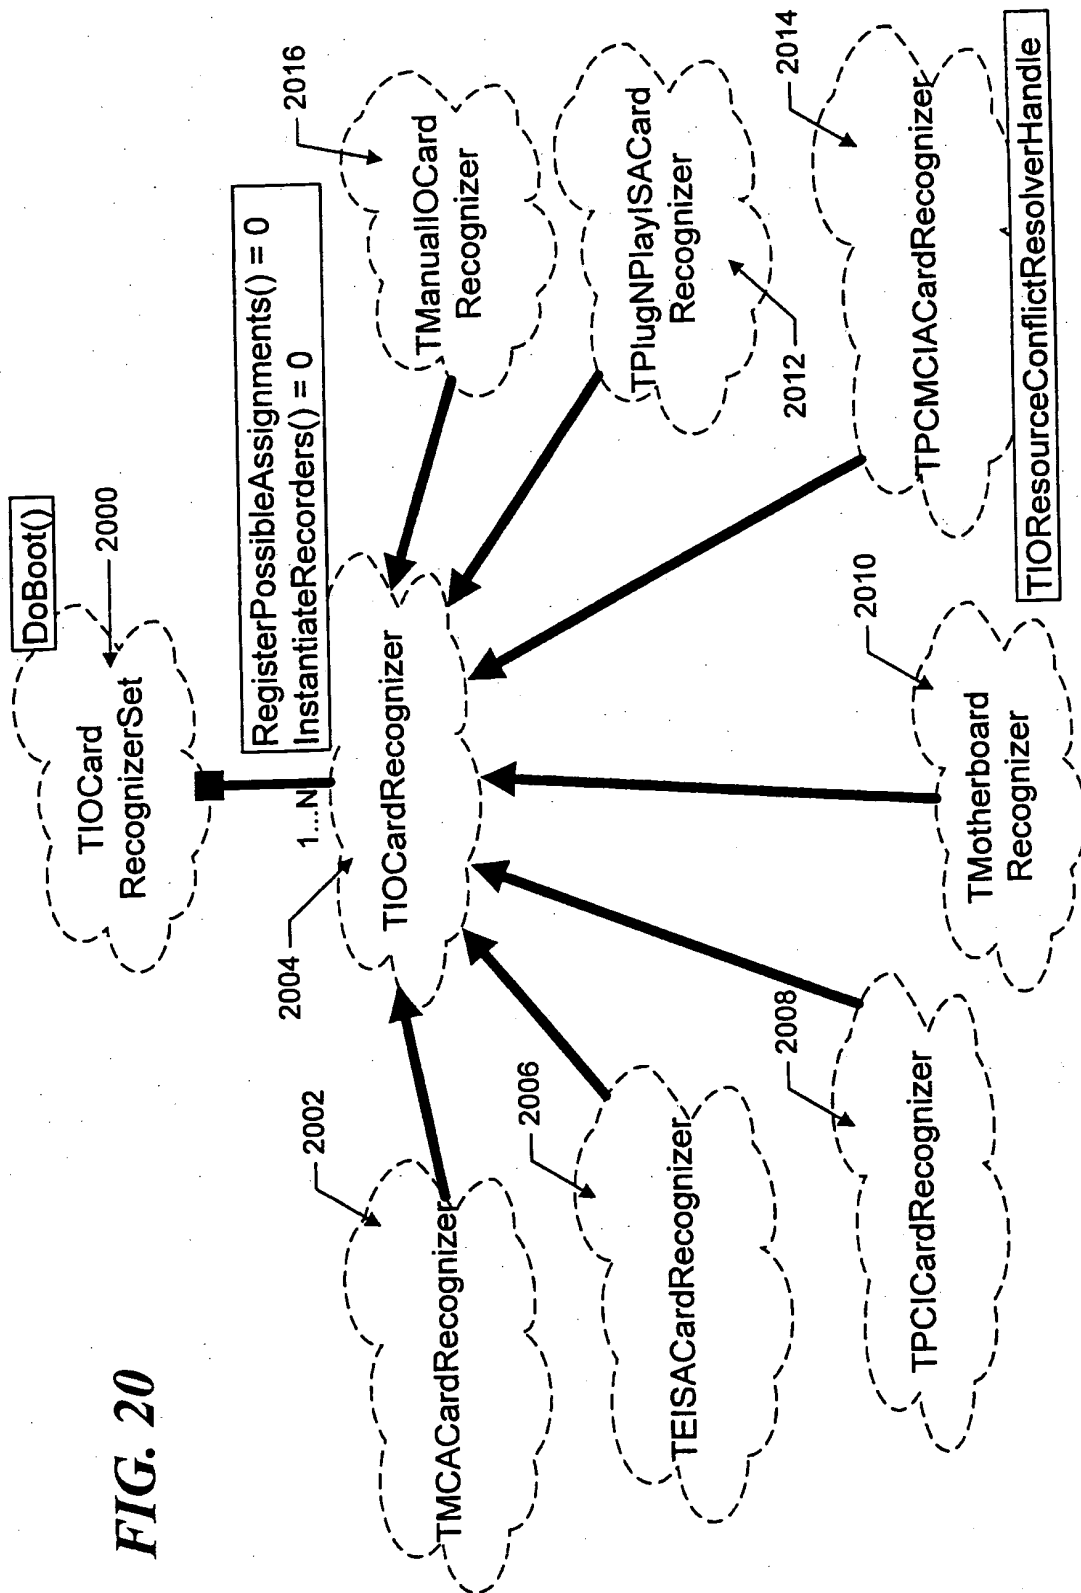 FIG. 20
DoBoot()
2000
TIOCard
RecognizerSet
RegisterPossibleAssignments() = 0
InstantiateRecorders() = 0
1...N
2004
TIOCardRecognizer
2002
TMCACardRecognizer
2006
TEISACardRecognizer
2008
TPCICardRecognizer
2010
TMotherboard
Recognizer
2016
TManualIOCard
Recognizer
TPlugNPlayISACard
Recognizer
2012
2014
TPCMCIACardRecognizer
TIOResourceConflictResolverHandle